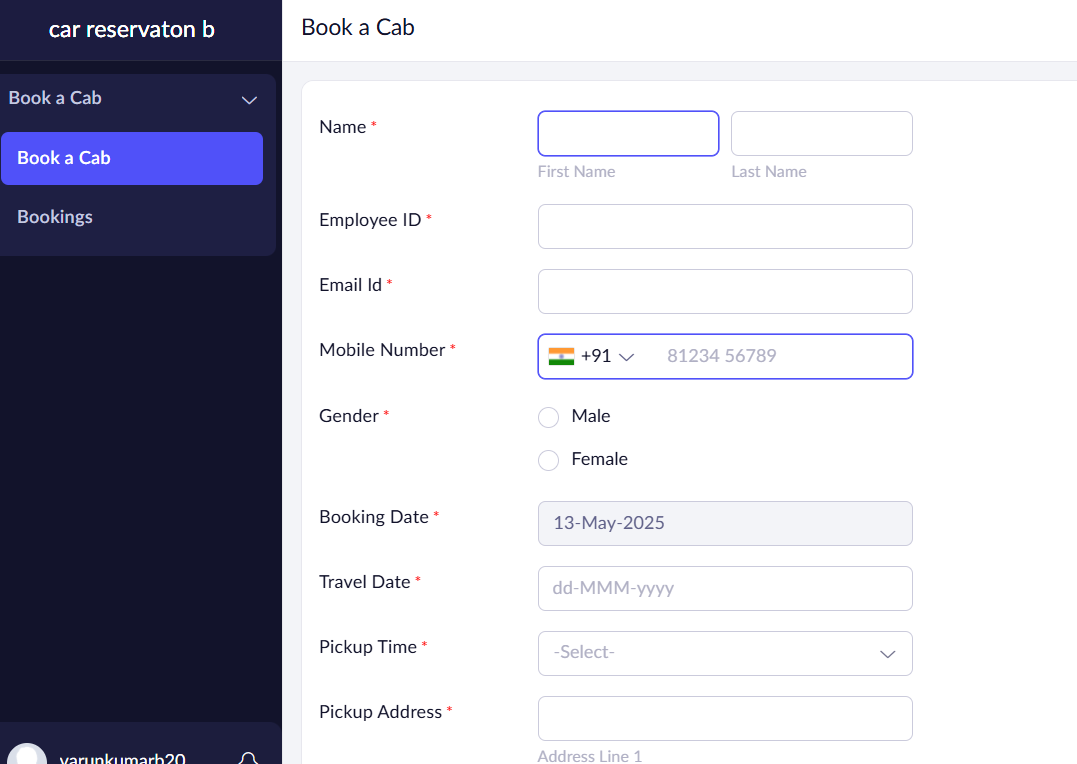 car reservaton b
Book a Cab
Book a Cab
Book a Cab
Bookings
Name *
First Name
Last Name
Employee ID *
Email Id *
Mobile Number *
+91
81234 56789
Gender *
Male
Female
Booking Date *
13-May-2025
Travel Date *
dd-MMM-yyyy
Pickup Time *
-Select-
Pickup Address *
Address Line 1
varunkumarb20